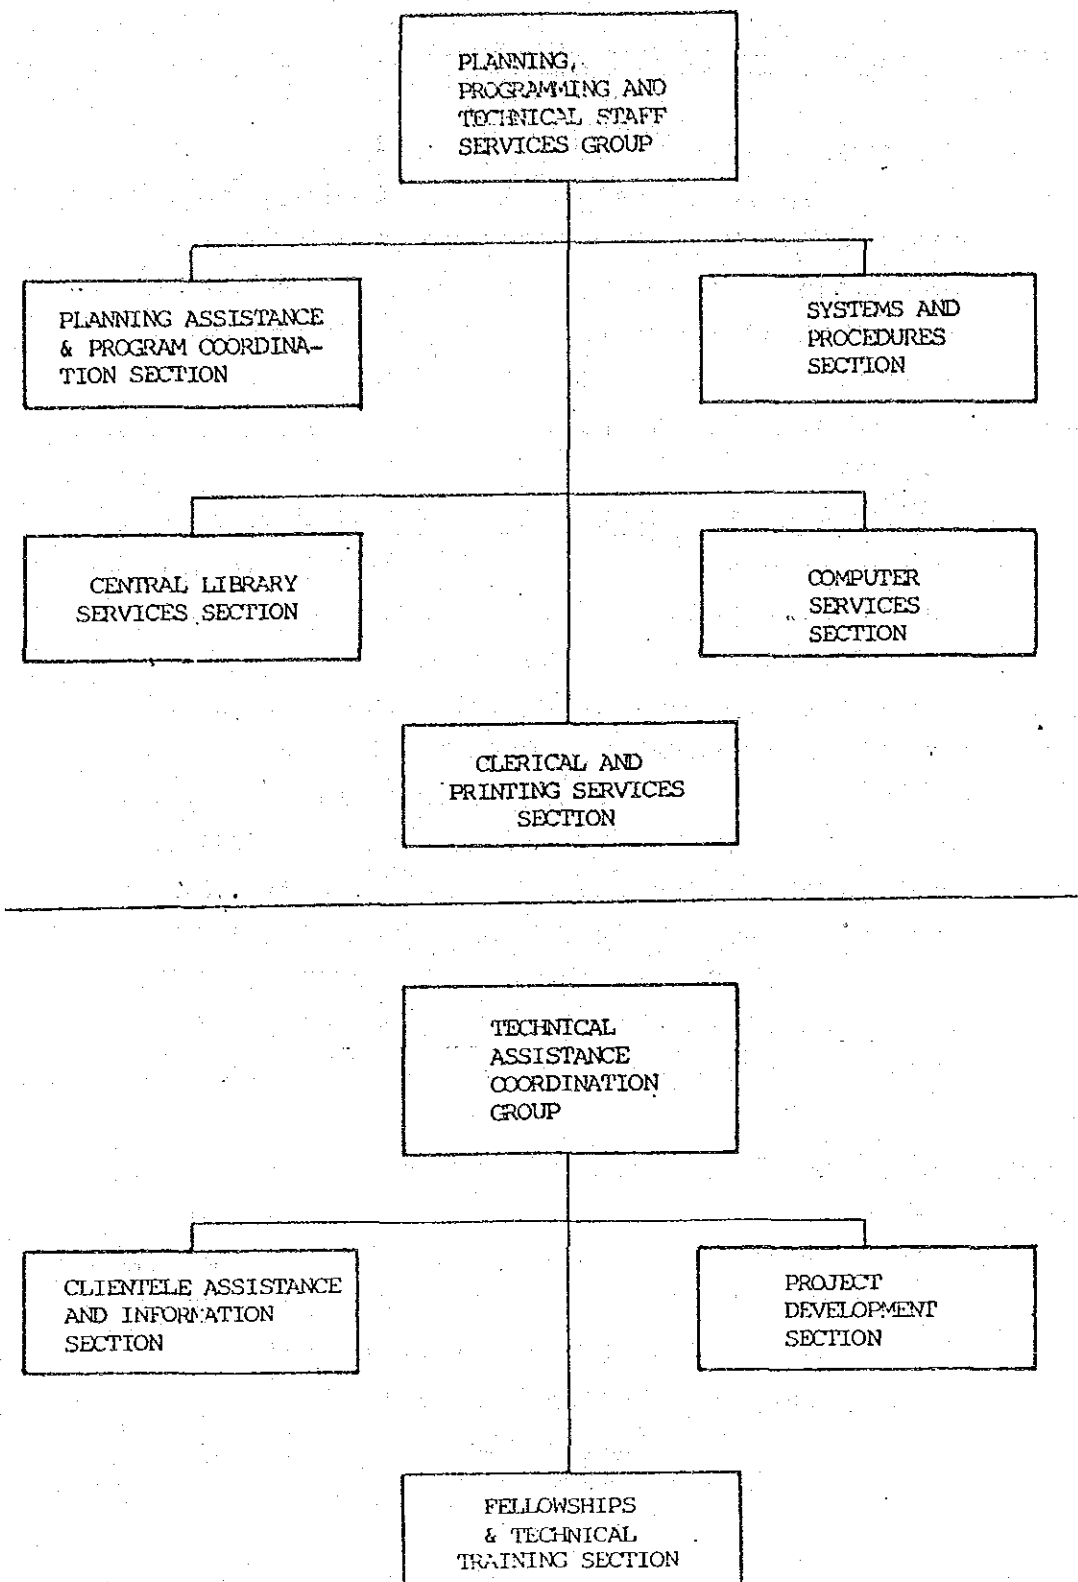 PLANNING,
PROGRAMMING AND
TECHNICAL STAFF
SERVICES GROUP
PLANNING ASSISTANCE
& PROGRAM COORDINA-
TION SECTION
SYSTEMS AND
PROCEDURES
SECTION
CENTRAL LIBRARY
SERVICES SECTION
COMPUTER
SERVICES
SECTION
CLERICAL AND
PRINTING SERVICES
SECTION
TECHNICAL
ASSISTANCE
COORDINATION
GROUP
CLIENTELE ASSISTANCE
AND INFORMATION
SECTION
PROJECT
DEVELOPMENT
SECTION
FELLOWSHIPS
& TECHNICAL
TRAINING SECTION